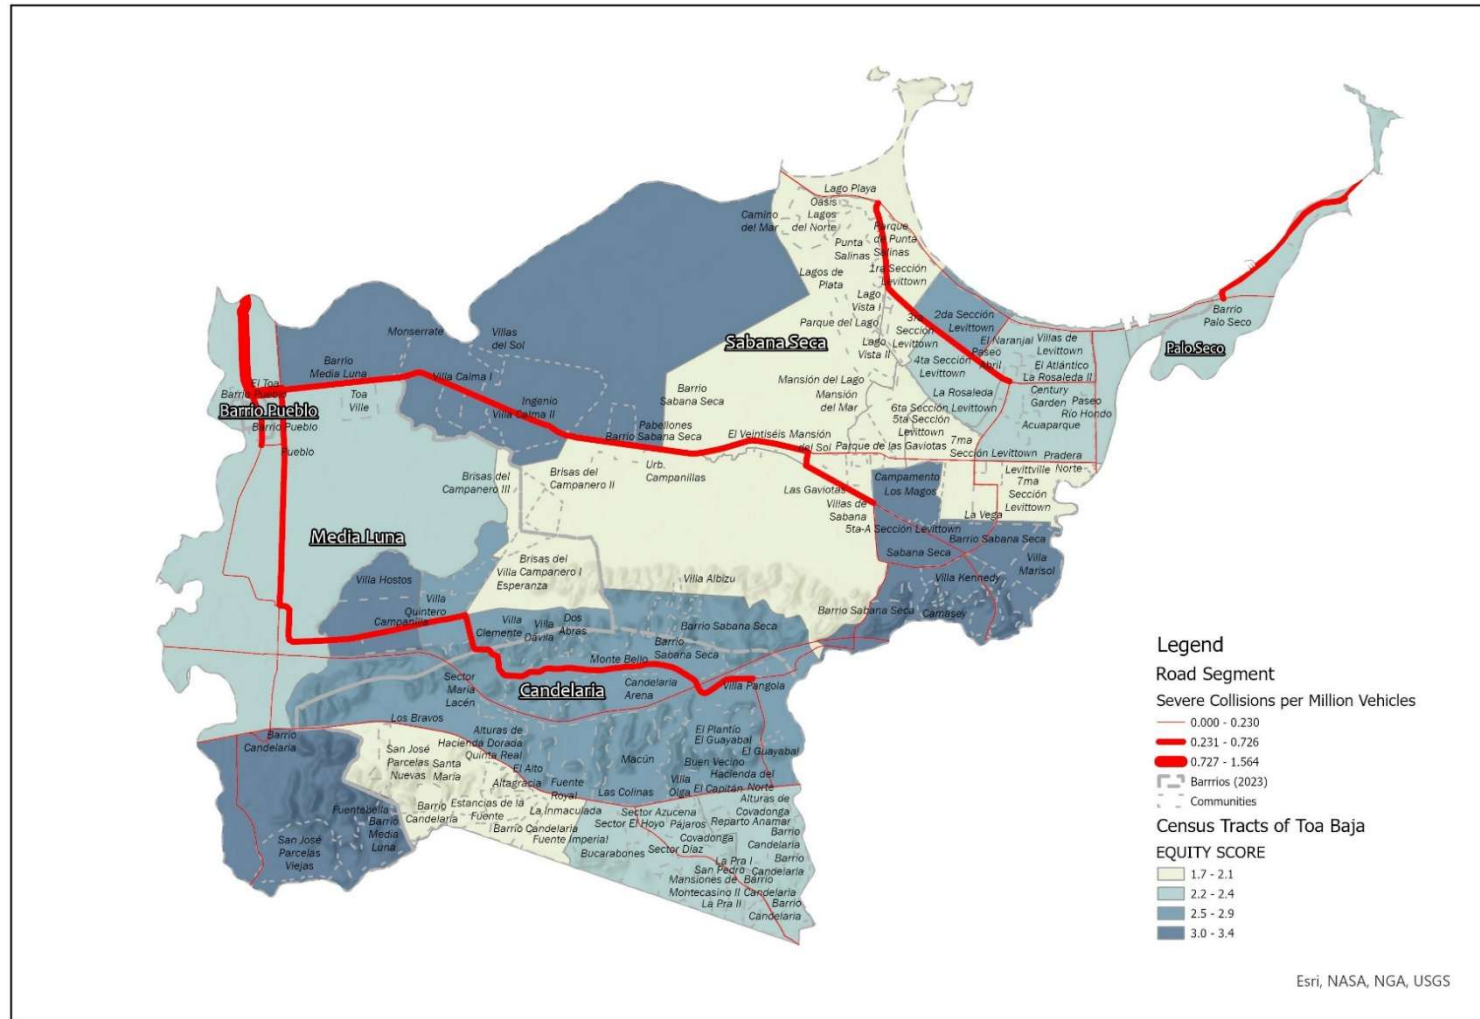 Lago Playa
Oasis
Lagos
del Norte
Camino
del Mar
Parque
de Punta
Salinas
Punta
Salinas
1ra Sección
Levittown
Lagos de
Plata
Lago
Vista I
2da Sección
Levittown
3ra
Sección
Levittown
Parque del Lago
Sabana Seca
Lago
Vista II
El Naranjal
Villas de
Levittown
Paseo
Abril
4ta Sección
Levittown
El Atlántico
La Rosaleda II
La Rosaleda
Century
Garden
Paseo
Río Hondo
Acuaparque
Barrio
Palo Seco
Palo Seco
Monserrate
Villas
del Sol
Barrio
Media Luna
Villa Calma I
El Toa
Barrio Pueblo
Toa
Ville
Barrio Pueblo
Barrio Pueblo
Pueblo
Ingenio
Villa Calma II
Barrio
Sabana Seca
Mansión del Lago
Mansión
del Mar
6ta Sección Levittown
5ta Sección
Levittown
Pabellones
Barrio Sabana Seca
El Veintiséis
Mansión
del Sol
Parque de las Gaviotas
7ma
Sección Levittown
Pradera
Norte
Urb.
Campanillas
Brisas del
Campanero III
Brisas del
Campanero II
Las Gaviotas
Campamento
Los Magos
Levittville
7ma
Sección
Levittown
Villas de
Sabana
La Vega
5ta-A Sección Levittown
Barrio Sabana Seca
Media Luna
Sabana Seca
Villa
Marisol
Brisas del
Villa Campanero I
Esperanza
Villa Hostos
Villa Albizu
Villa Kennedy
Villa
Quintero
Campanilla
Villa
Clemente
Villa
Dávila
Dos
Abras
Barrio Sabana Seca
Barrio Sabana Seca
Camasey
Barrio
Sabana Seca
Monte Bello
Sector
María
Lacén
Candelaria
Candelaria
Arena
Villa Pangola
Los Bravos
Barrio
Candelaria
Alturas de
Hacienda Dorada
Quinta Real
El Plantío
El Guayabal
El Guayabal
San José
Parcelas
Nuevas
Santa
María
El Alto
Macún
Buen Vecino
Altagracia
Fuente
Royal
Villa
Olga
Hacienda del
Norte
Las Colinas
El Capitán
Fuentebella
Barrio
Media
Luna
Barrio
Candelaria
Estancias de la
Fuente
La Inmaculada
Barrio Candelaria
Fuente Imperial
Sector Azucena
Sector El Hoyo
Pájaros
Alturas de
Covadonga
Reparto Anamar
Covadonga
Barrio
Candelaria
San José
Parcelas
Viejas
Bucarabones
Sector Díaz
La Pra I
San Pedro
Barrio
Candelaria
Mansiones de
Montecasino II
Barrio
Candelaria
La Pra II
Barrio
Candelaria
Legend
Road Segment
Severe Collisions per Million Vehicles
0.000 - 0.230
0.231 - 0.726
0.727 - 1.564
Barrrios (2023)
Communities
Census Tracts of Toa Baja
EQUITY SCORE
1.7 - 2.1
2.2 - 2.4
2.5 - 2.9
3.0 - 3.4
Esri, NASA, NGA, USGS